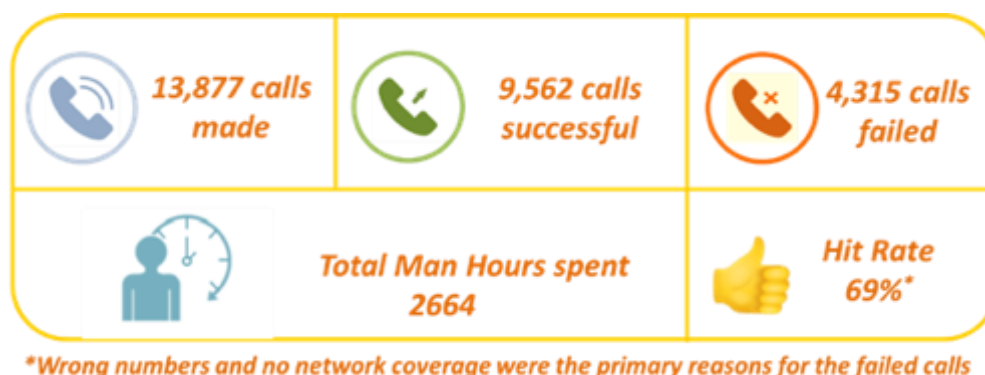 13,877 calls
made
9,562 calls
successful
4,315 calls
failed
Total Man Hours spent
2664
Hit Rate
69%*
*Wrong numbers and no network coverage were the primary reasons for the failed calls